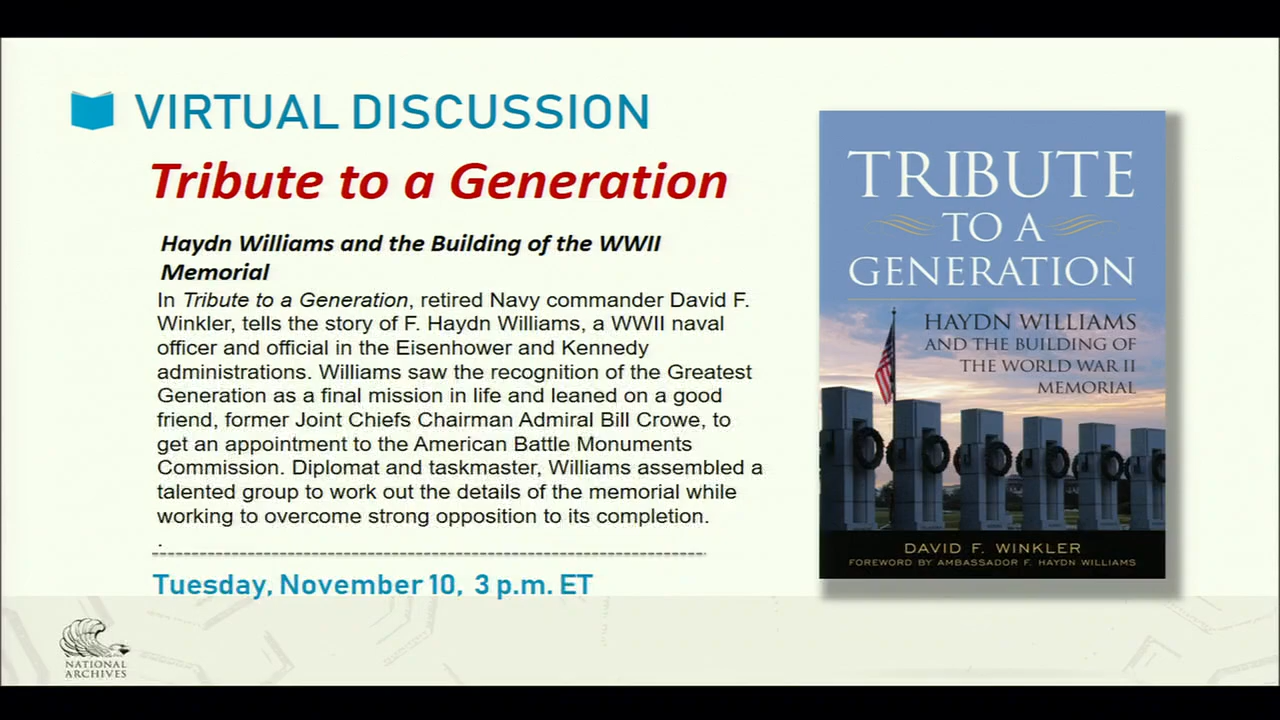 VIRTUAL DISCUSSION
Tribute to a Generation
Haydn Williams and the Building of the WWII
Memorial
In Tribute to a Generation, retired Navy commander David F.
Winkler, tells the story of F. Haydn Williams, a WWII naval
officer and official in the Eisenhower and Kennedy
administrations. Williams saw the recognition of the Greatest
Generation as a final mission in life and leaned on a good
friend, former Joint Chiefs Chairman Admiral Bill Crowe, to
get an appointment to the American Battle Monuments
Commission. Diplomat and taskmaster, Williams assembled a
talented group to work out the details of the memorial while
working to overcome strong opposition to its completion.
.
Tuesday, November 10, 3 p.m. ET
NATIONAL
ARCHIVES
TRIBUTE
TO A
GENERATION
HAYDN WILLIAMS
AND THE BUILDING OF
THE WORLD WAR II
MEMORIAL
DAVID F. WINKLER
FOREWORD BY AMBASSADOR F. HAYDN WILLIAMS